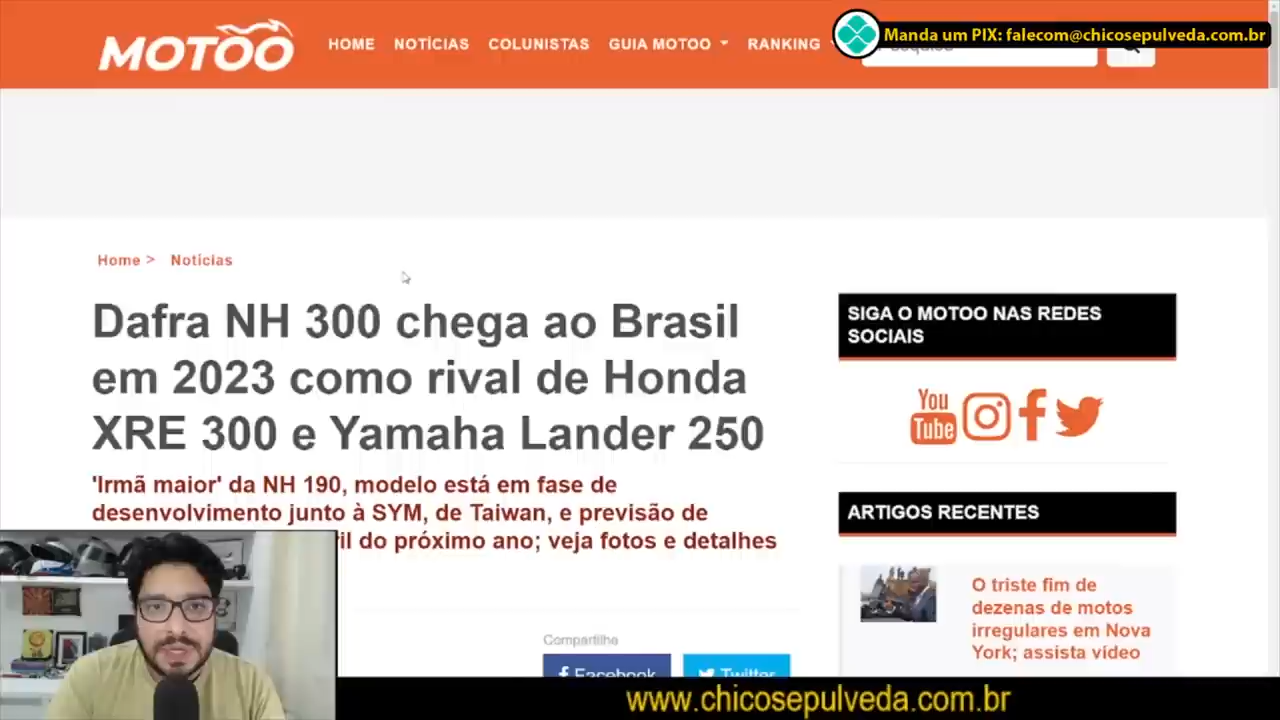 MOTOO
HOME NOTÍCIAS COLUNISTAS GUIA MOTOO RANKING
Manda um PIX: falecom@chicosepulveda.com.br
Home > Notícias
Dafra NH 300 chega ao Brasil
em 2023 como rival de Honda
XRE 300 e Yamaha Lander 250
'Irmã maior' da NH 190, modelo está em fase de
desenvolvimento junto à SYM, de Taiwan, e previsão de
do próximo ano; veja fotos e detalhes
Compartilhe
Facebook
Twitter
SIGA O MOTOO NAS REDES
SOCIAIS
You
Tube
ARTIGOS RECENTES
O triste fim de
dezenas de motos
irregulares em Nova
York; assista vídeo
www.chicosepulveda.com.br